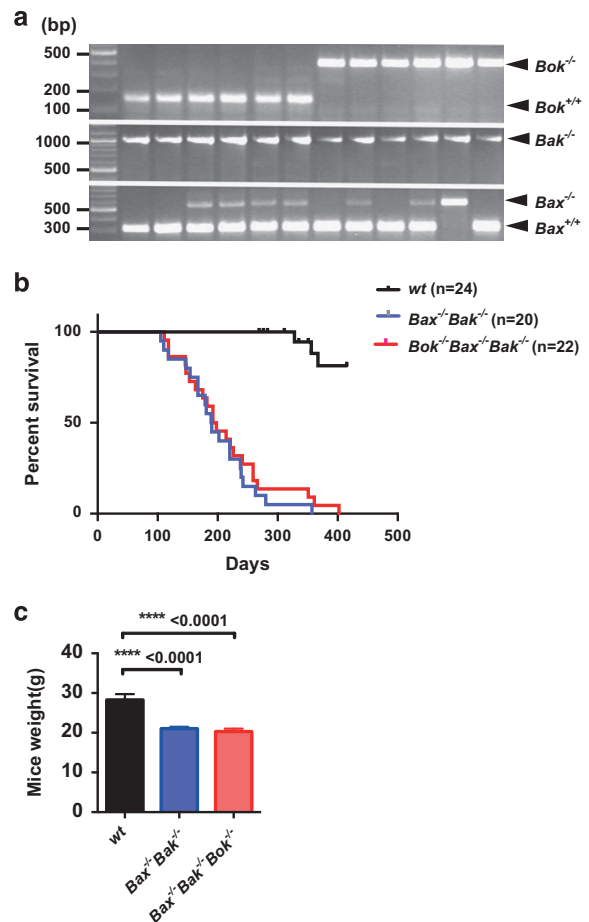 a (bp)
500
200
100
Bok-/-
Bok+/+
1000
500
Bak-/-
500
300
Bax-/-
Bax+/+
b
wt (n=24)
Bax-/-Bak-/- (n=20)
Bok-/-Bax-/-Bak-/- (n=22)
Percent survival
100
50
0
0 100 200 300 400 500
Days
c
**** <0.0001
**** <0.0001
Mice weight(g)
40
30
20
10
0
wt
Bax-/-Bak-/-
Bax-/-Bak-/-Bok-/-